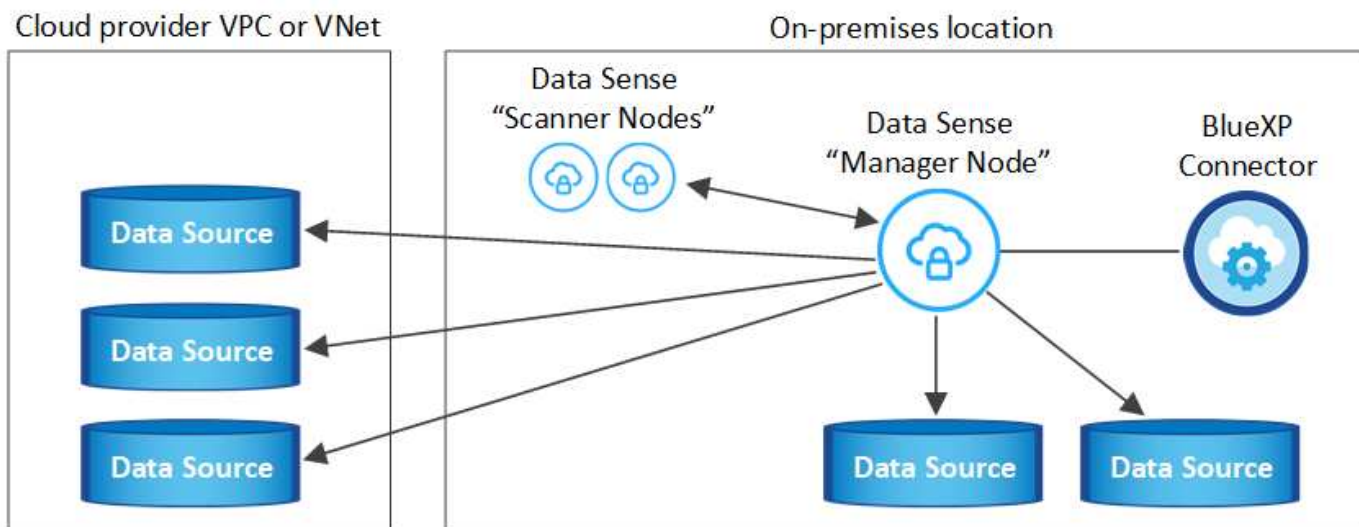 Cloud provider VPC or VNet
On-premises location
Data Sense
“Scanner Nodes”
Data Sense
“Manager Node”
BlueXP
Connector
Data Source
Data Source
Data Source
Data Source
Data Source